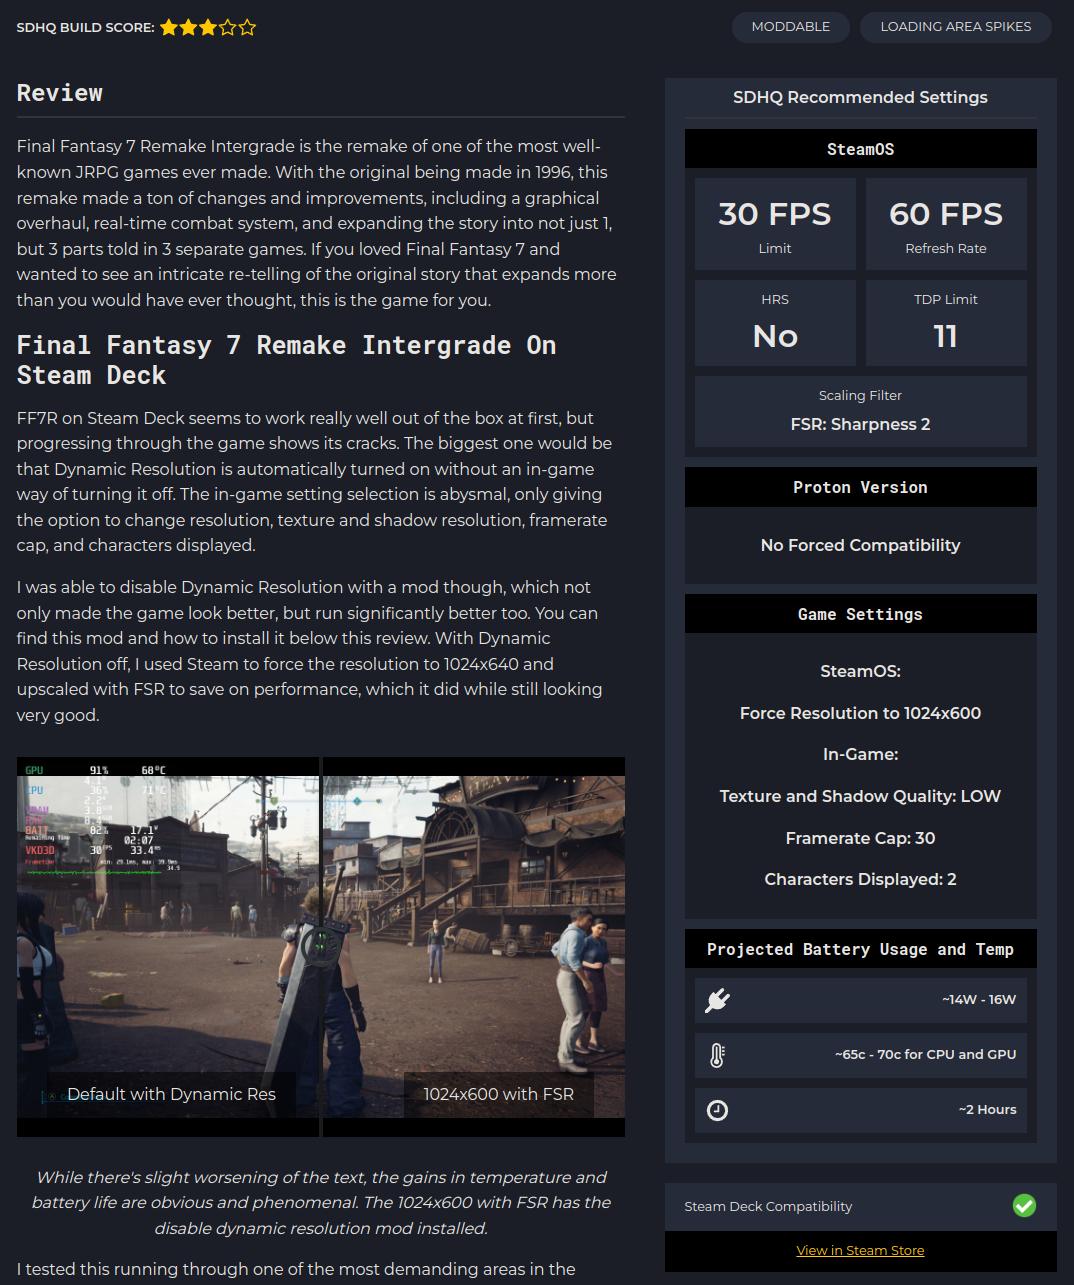 SDHQ BUILD SCORE:
MODDABLE
LOADING AREA SPIKES
Review
Final Fantasy 7 Remake Intergrade is the remake of one of the most well-
known JRPG games ever made. With the original being made in 1996, this
remake made a ton of changes and improvements, including a graphical
overhaul, real-time combat system, and expanding the story into not just 1,
but 3 parts told in 3 separate games. If you loved Final Fantasy 7 and
wanted to see an intricate re-telling of the original story that expands more
than you would have ever thought, this is the game for you.
Final Fantasy 7 Remake Intergrade On
Steam Deck
FF7R on Steam Deck seems to work really well out of the box at first, but
progressing through the game shows its cracks. The biggest one would be
that Dynamic Resolution is automatically turned on without an in-game
way of turning it off. The in-game setting selection is abysmal, only giving
the option to change resolution, texture and shadow resolution, framerate
cap, and characters displayed.
I was able to disable Dynamic Resolution with a mod though, which not
only made the game look better, but run significantly better too. You can
find this mod and how to install it below this review. With Dynamic
Resolution off, I used Steam to force the resolution to 1024x640 and
upscaled with FSR to save on performance, which it did while still looking
very good.
GPU 91% 68°C
CPU 36% 71°C
BATT 82% 17.1W
Remaining Time 02:07
VKD3D 30 FPS 33.4ms
Frametime min: 29.1ms, max: 39.9ms
34.9
Default with Dynamic Res
1024x600 with FSR
While there's slight worsening of the text, the gains in temperature and
battery life are obvious and phenomenal. The 1024x600 with FSR has the
disable dynamic resolution mod installed.
I tested this running through one of the most demanding areas in the
SDHQ Recommended Settings
SteamOS
30 FPS
Limit
60 FPS
Refresh Rate
HRS
No
TDP Limit
11
Scaling Filter
FSR: Sharpness 2
Proton Version
No Forced Compatibility
Game Settings
SteamOS:
Force Resolution to 1024x600
In-Game:
Texture and Shadow Quality: LOW
Framerate Cap: 30
Characters Displayed: 2
Projected Battery Usage and Temp
~14W - 16W
~65c - 70c for CPU and GPU
~2 Hours
Steam Deck Compatibility
View in Steam Store